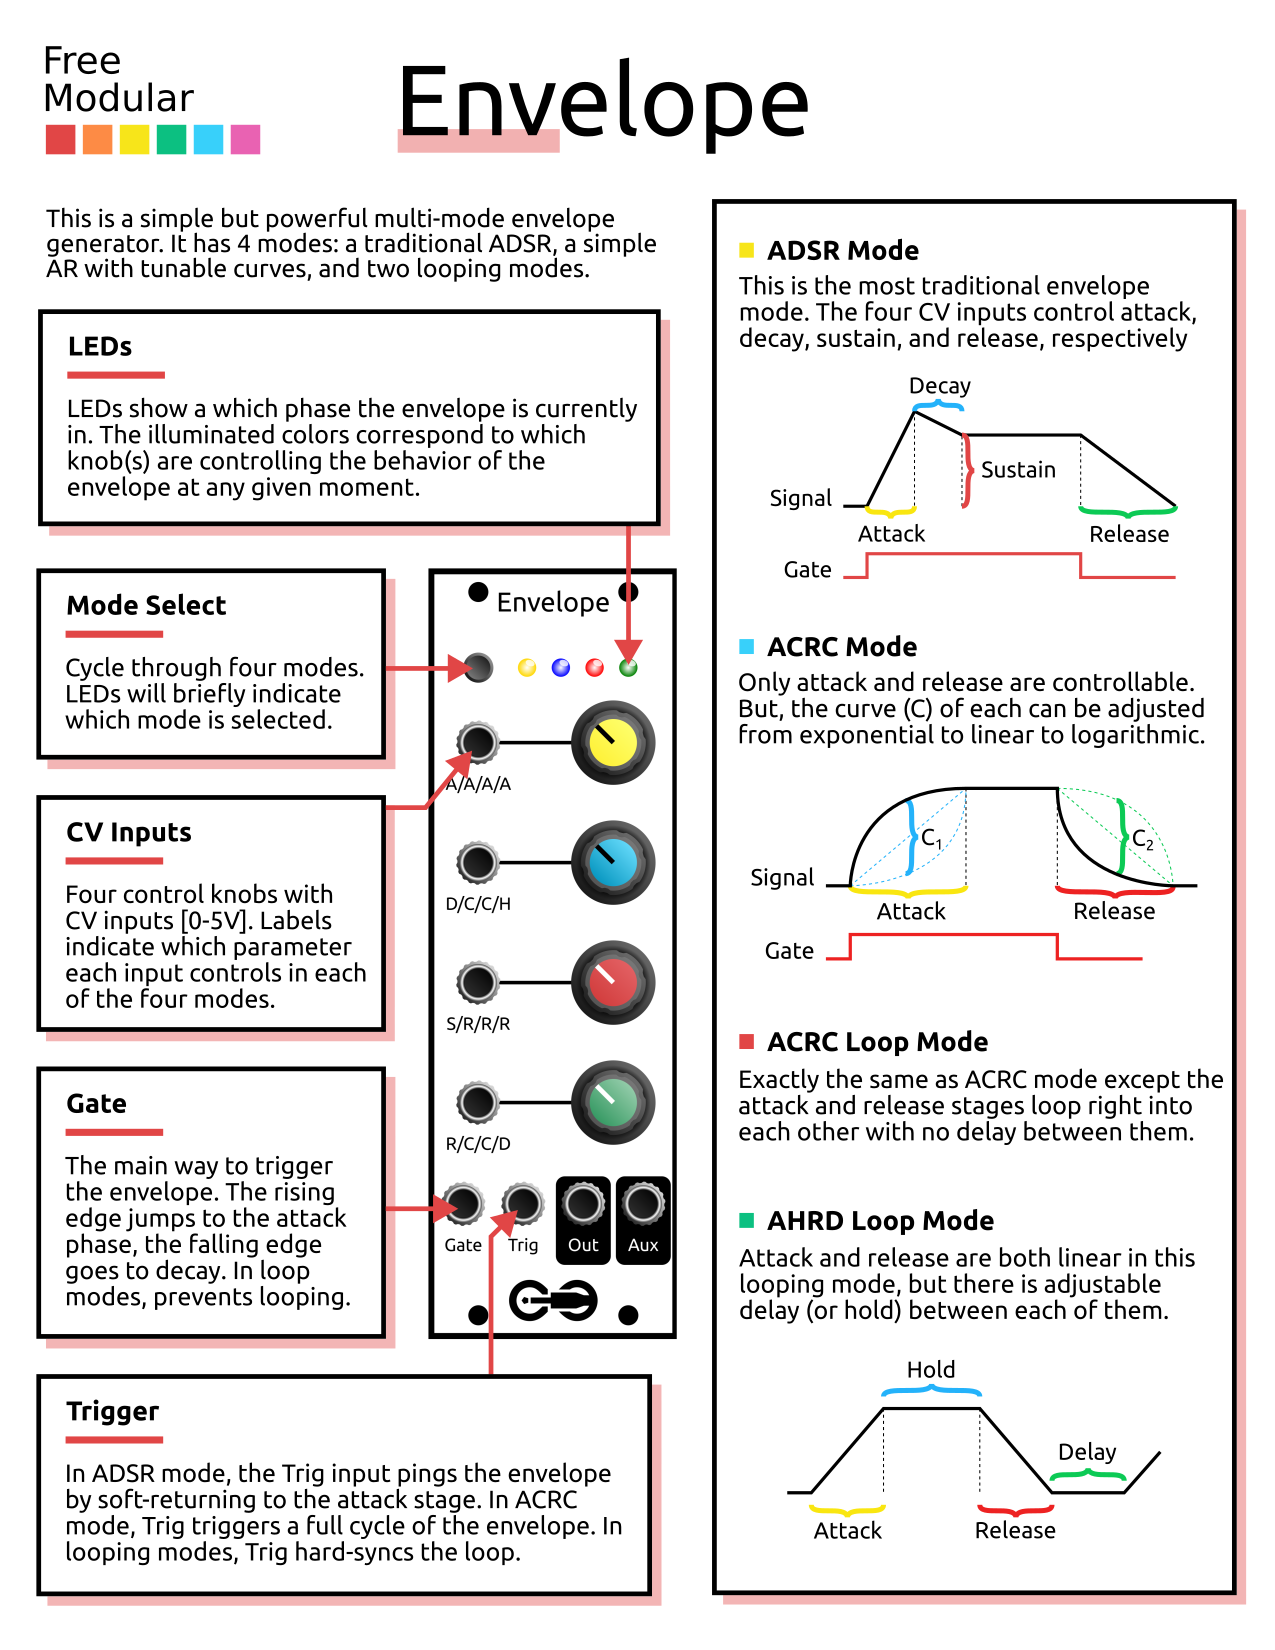 Free
Modular
Envelope
This is a simple but powerful multi-mode envelope
generator. It has 4 modes: a traditional ADSR, a simple
AR with tunable curves, and two looping modes.
LEDs
LEDs show a which phase the envelope is currently
in. The illuminated colors correspond to which
knob(s) are controlling the behavior of the
envelope at any given moment.
Mode Select
Cycle through four modes.
LEDs will briefly indicate
which mode is selected.
CV Inputs
Four control knobs with
CV inputs [0-5V]. Labels
indicate which parameter
each input controls in each
of the four modes.
Gate
The main way to trigger
the envelope. The rising
edge jumps to the attack
phase, the falling edge
goes to decay. In loop
modes, prevents looping.
Trigger
In ADSR mode, the Trig input pings the envelope
by soft-returning to the attack stage. In ACRC
mode, Trig triggers a full cycle of the envelope. In
looping modes, Trig hard-syncs the loop.
Envelope
A/A/A/A
D/C/C/H
S/R/R/R
R/C/C/D
Gate Trig Out Aux
ADSR Mode
This is the most traditional envelope
mode. The four CV inputs control attack,
decay, sustain, and release, respectively
Decay
Sustain
Signal
Attack
Release
Gate
ACRC Mode
Only attack and release are controllable.
But, the curve (C) of each can be adjusted
from exponential to linear to logarithmic.
C1
C2
Signal
Attack
Release
Gate
ACRC Loop Mode
Exactly the same as ACRC mode except the
attack and release stages loop right into
each other with no delay between them.
AHRD Loop Mode
Attack and release are both linear in this
looping mode, but there is adjustable
delay (or hold) between each of them.
Hold
Delay
Attack
Release